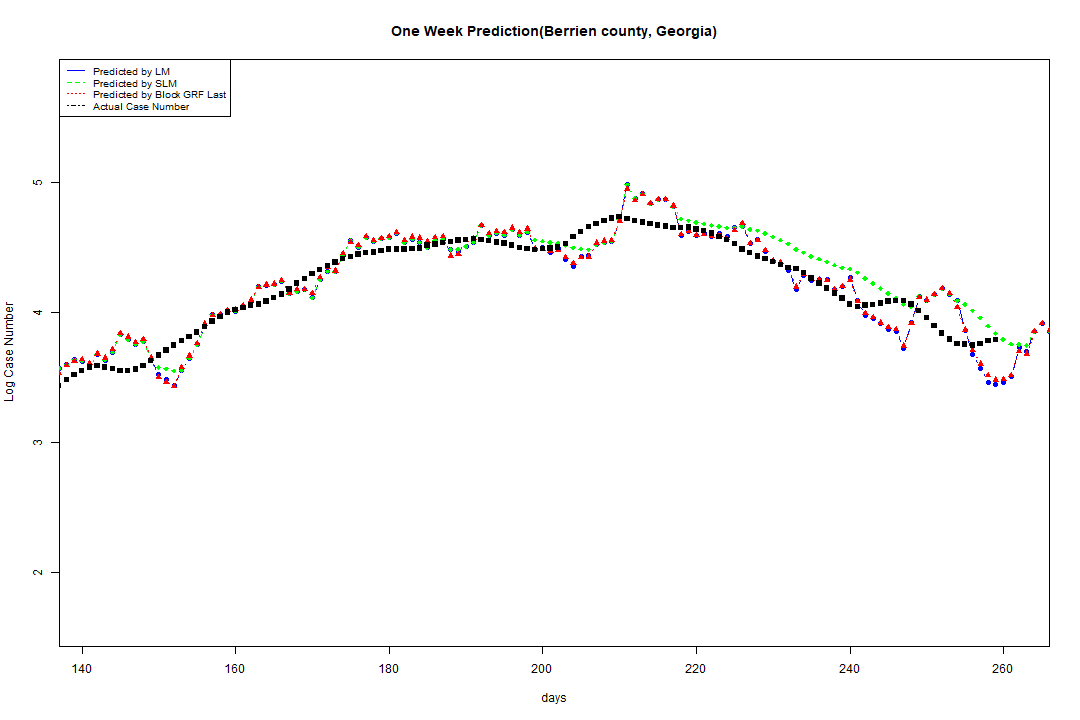 One Week Prediction(Berrien county, Georgia)
Predicted by LM
Predicted by SLM
Predicted by Block GRF Last
Actual Case Number
5
4
3
2
Log Case Number
140 160 180 200 220 240 260
days